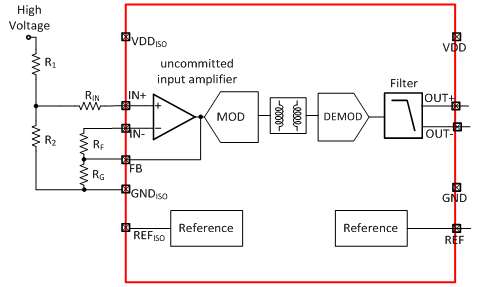 High
Voltage
R1
R2
RIN
RF
RG
VDDISO
uncommitted
input amplifier
IN+
IN-
FB
GNDISO
REFISO
MOD
DEMOD
Filter
VDD
OUT+
OUT-
GND
REF
Reference
Reference